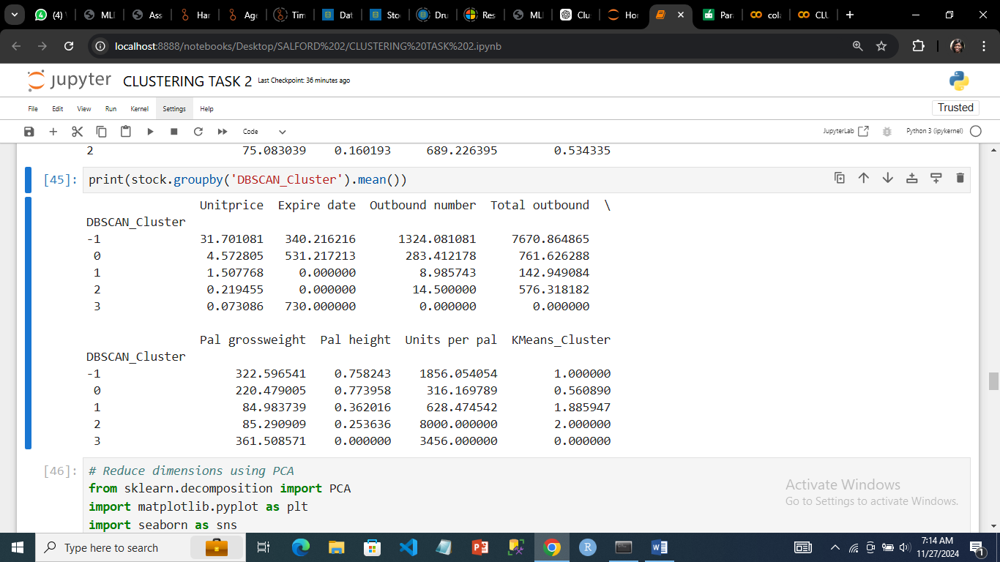 (4) \
MLI
Ass
Har
Age
Tim
Dat
Sto
Dru
Res
MLI
Clu
Hor
Par
cola
CLU
localhost:8888/notebooks/Desktop/SALFORD%202/CLUSTERING%20TASK%202.ipynb
jupyter CLUSTERING TASK 2 Last Checkpoint: 36 minutes ago
File Edit View Run Kernel Settings Help Trusted
Code JupyterLab Python 3 (ipykernel)
2 75.083039 0.160193 689.226395 0.534335
[45]: print(stock.groupby('DBSCAN_Cluster').mean())
Unitprice Expire date Outbound number Total outbound \
DBSCAN_Cluster
-1 31.701081 340.216216 1324.081081 7670.864865
0 4.572805 531.217213 283.412178 761.626288
1 1.507768 0.000000 8.985743 142.949084
2 0.219455 0.000000 14.500000 576.318182
3 0.073086 730.000000 0.000000 0.000000
Pal grossweight Pal height Units per pal KMeans_Cluster
DBSCAN_Cluster
-1 322.596541 0.758243 1856.054054 1.000000
0 220.479005 0.773958 316.169789 0.560890
1 84.983739 0.362016 628.474542 1.885947
2 85.290909 0.253636 8000.000000 2.000000
3 361.508571 0.000000 3456.000000 0.000000
[46]: # Reduce dimensions using PCA
from sklearn.decomposition import PCA
import matplotlib.pyplot as plt
import seaborn as sns
Activate Windows
Go to Settings to activate Windows.
Type here to search
7:14 AM
11/27/2024
1